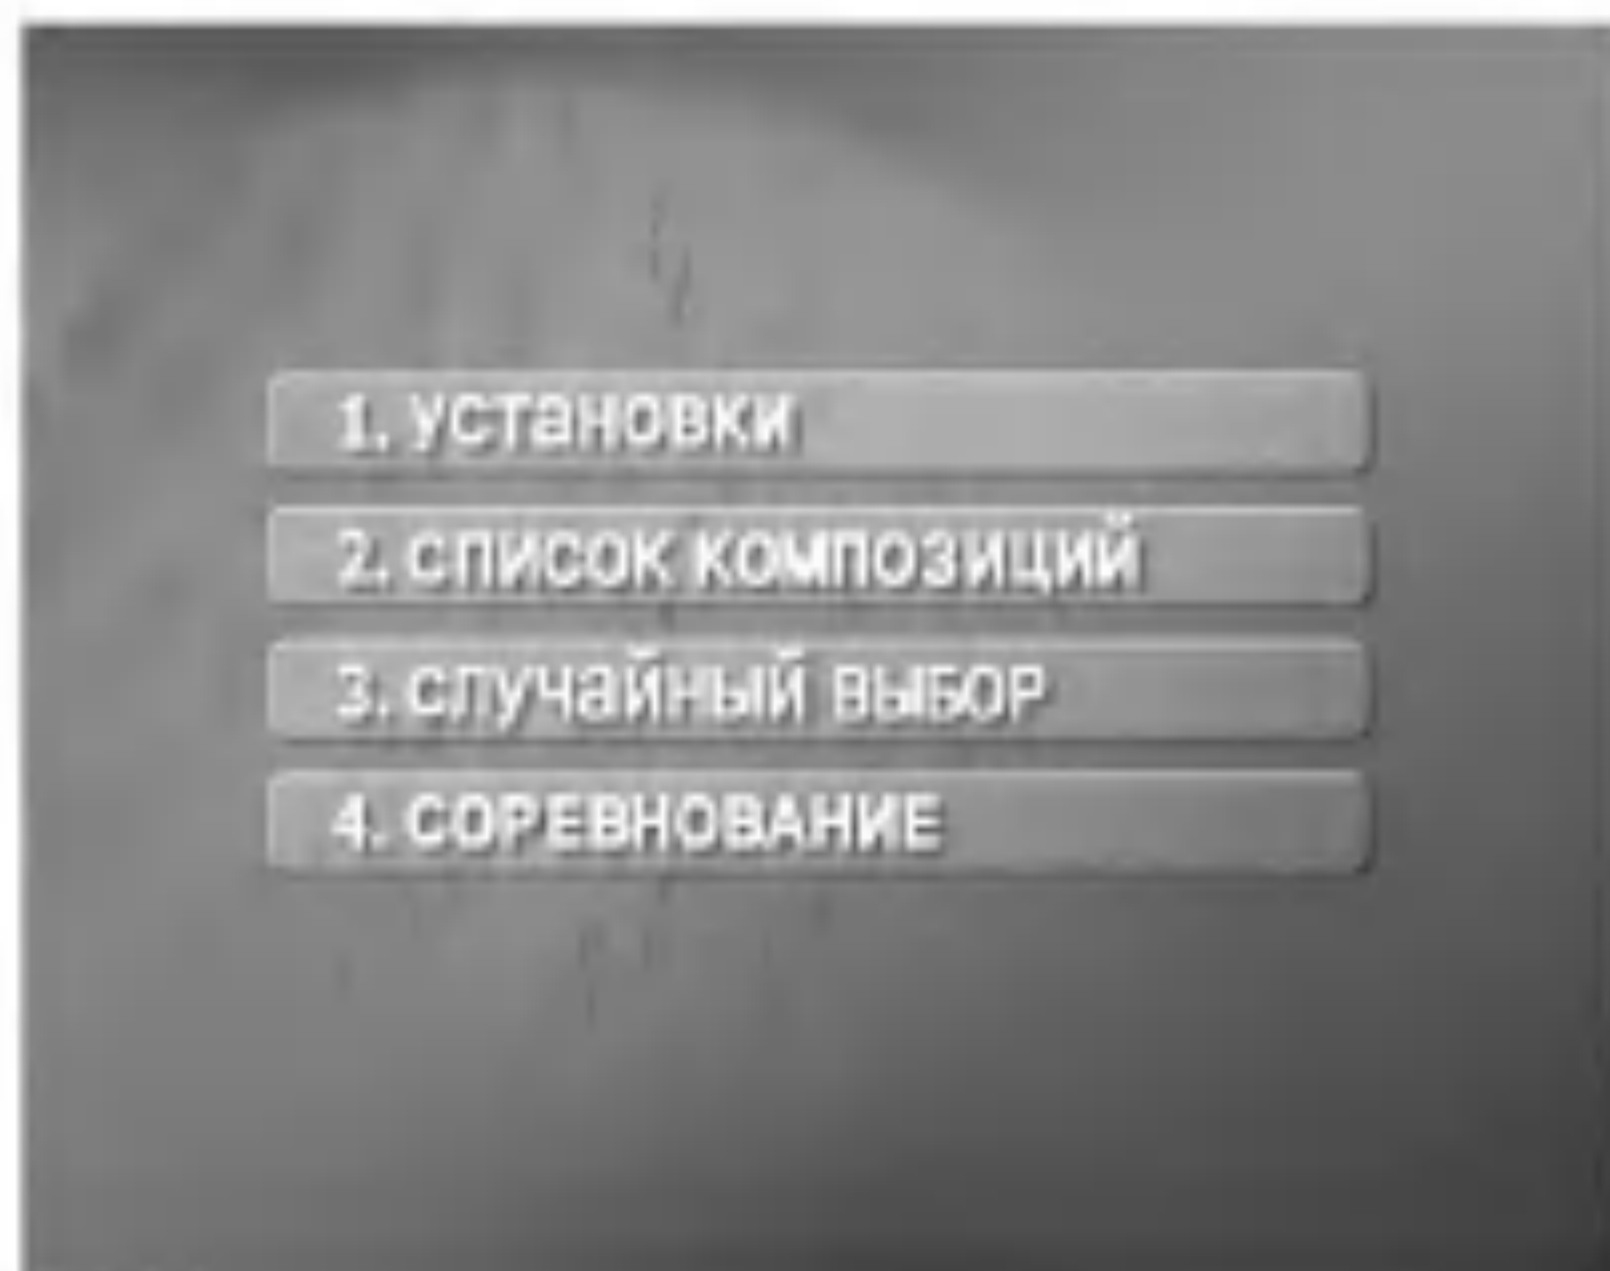 1. УСТАНОВКИ
2. СПИСОК КОМПОЗИЦИЙ
3. СЛУЧАЙНЫЙ ВЫБОР
4. СОРЕВНОВАНИЕ